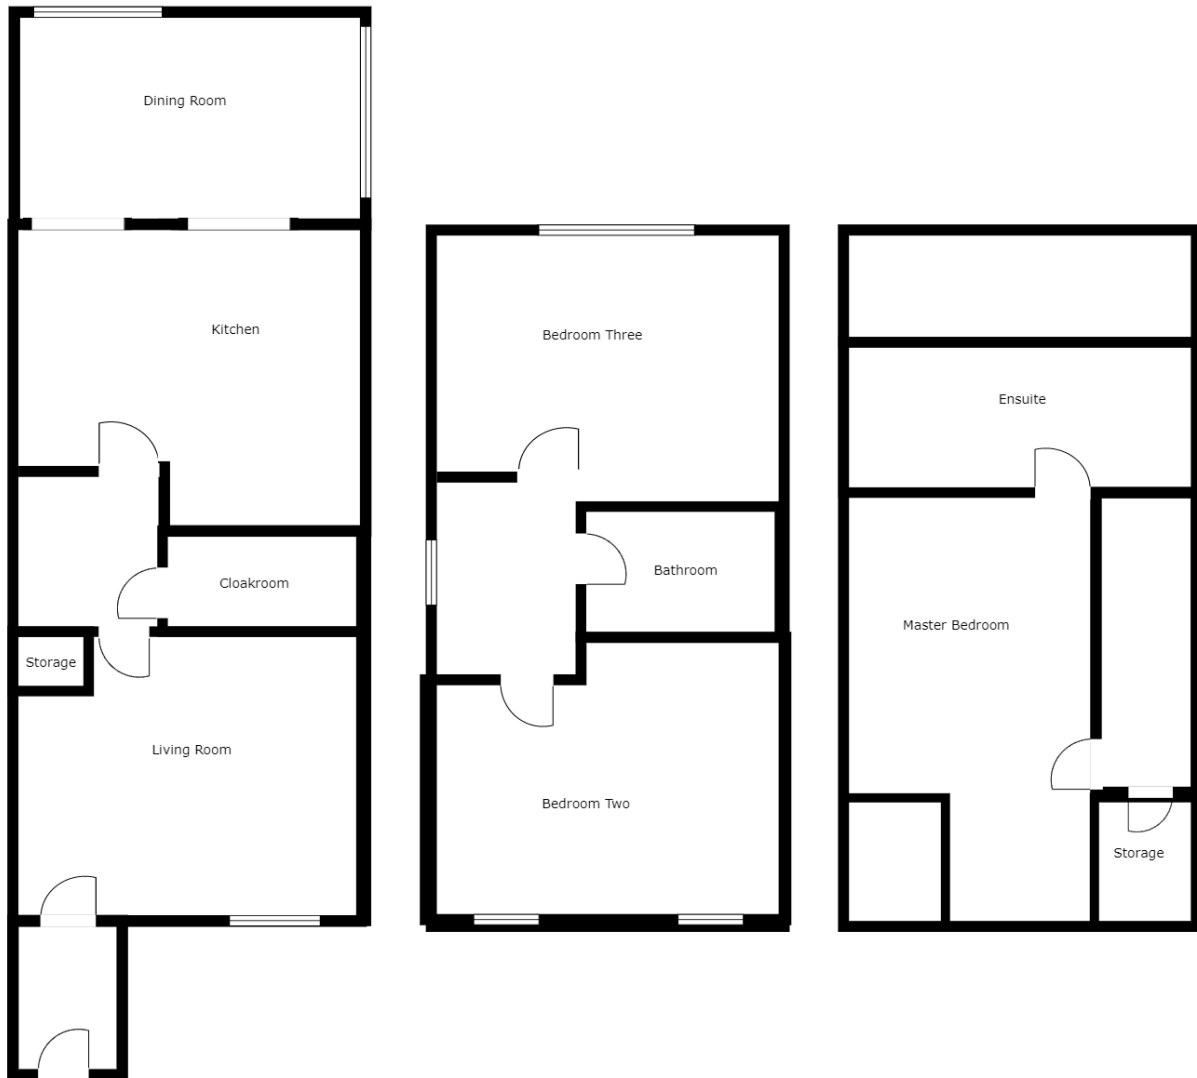 Dining Room
Kitchen
Cloakroom
Storage
Living Room
Bedroom Three
Bathroom
Bedroom Two
Ensuite
Master Bedroom
Storage